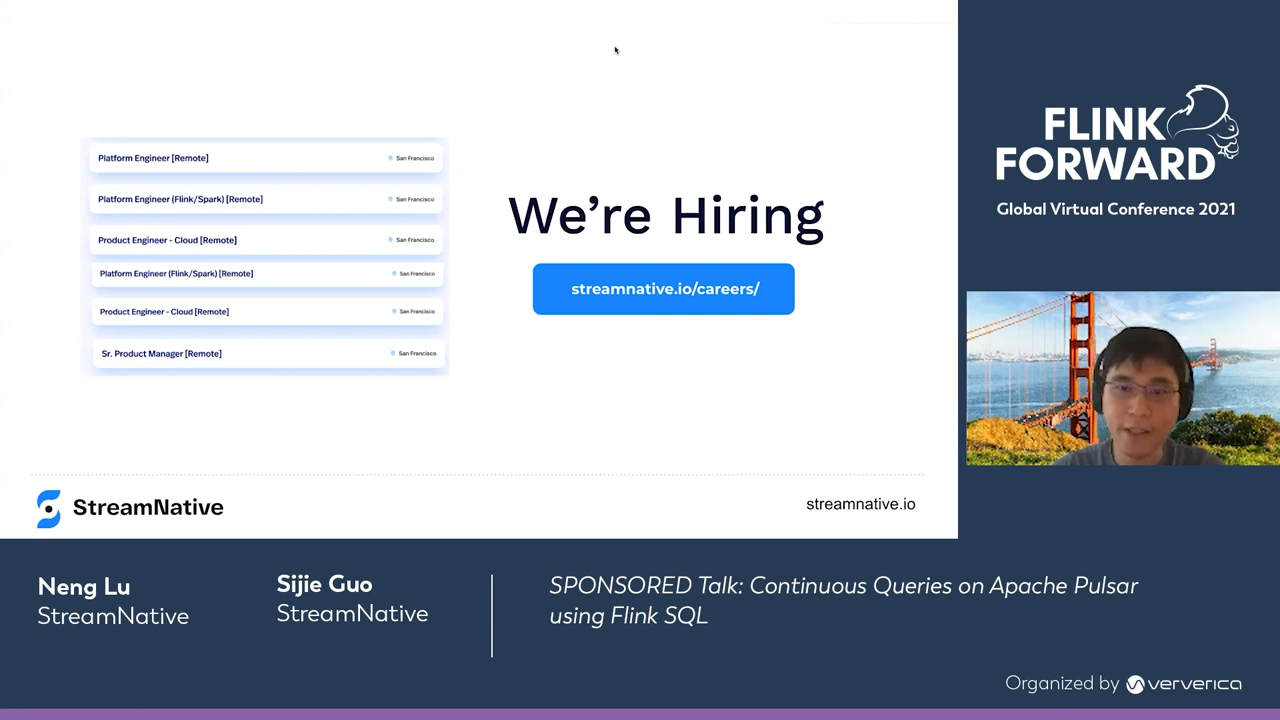 Platform Engineer [Remote]
San Francisco
Platform Engineer (Flink/Spark) [Remote]
San Francisco
Product Engineer - Cloud [Remote]
San Francisco
Platform Engineer (Flink/Spark) [Remote]
San Francisco
Product Engineer - Cloud [Remote]
San Francisco
Sr. Product Manager [Remote]
San Francisco
We’re Hiring
streamnative.io/careers/
StreamNative
streamnative.io
FLINK
FORWARD
Global Virtual Conference 2021
Neng Lu
StreamNative
Sijie Guo
StreamNative
SPONSORED Talk: Continuous Queries on Apache Pulsar
using Flink SQL
Organized by ververica